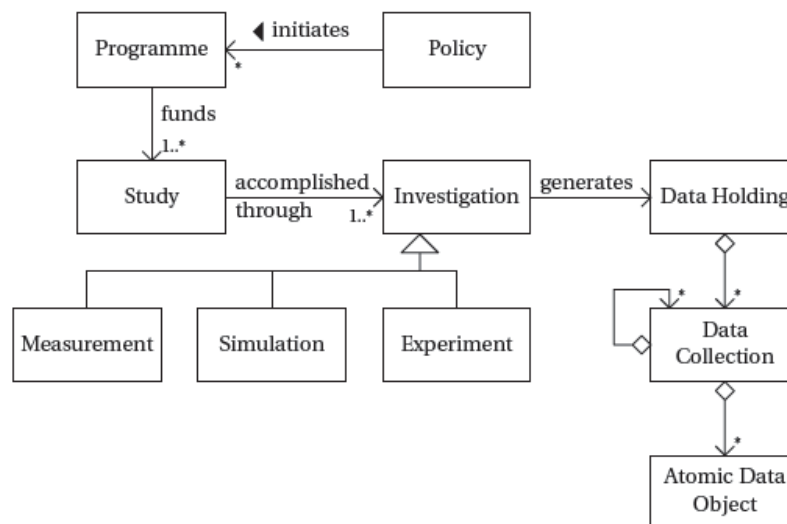 Programme
◀ initiates
Policy
*
funds
1..*
Study
accomplished
through
1..*
Investigation
generates
Data Holding
*
*
Measurement
Simulation
Experiment
Data
Collection
*
Atomic Data
Object